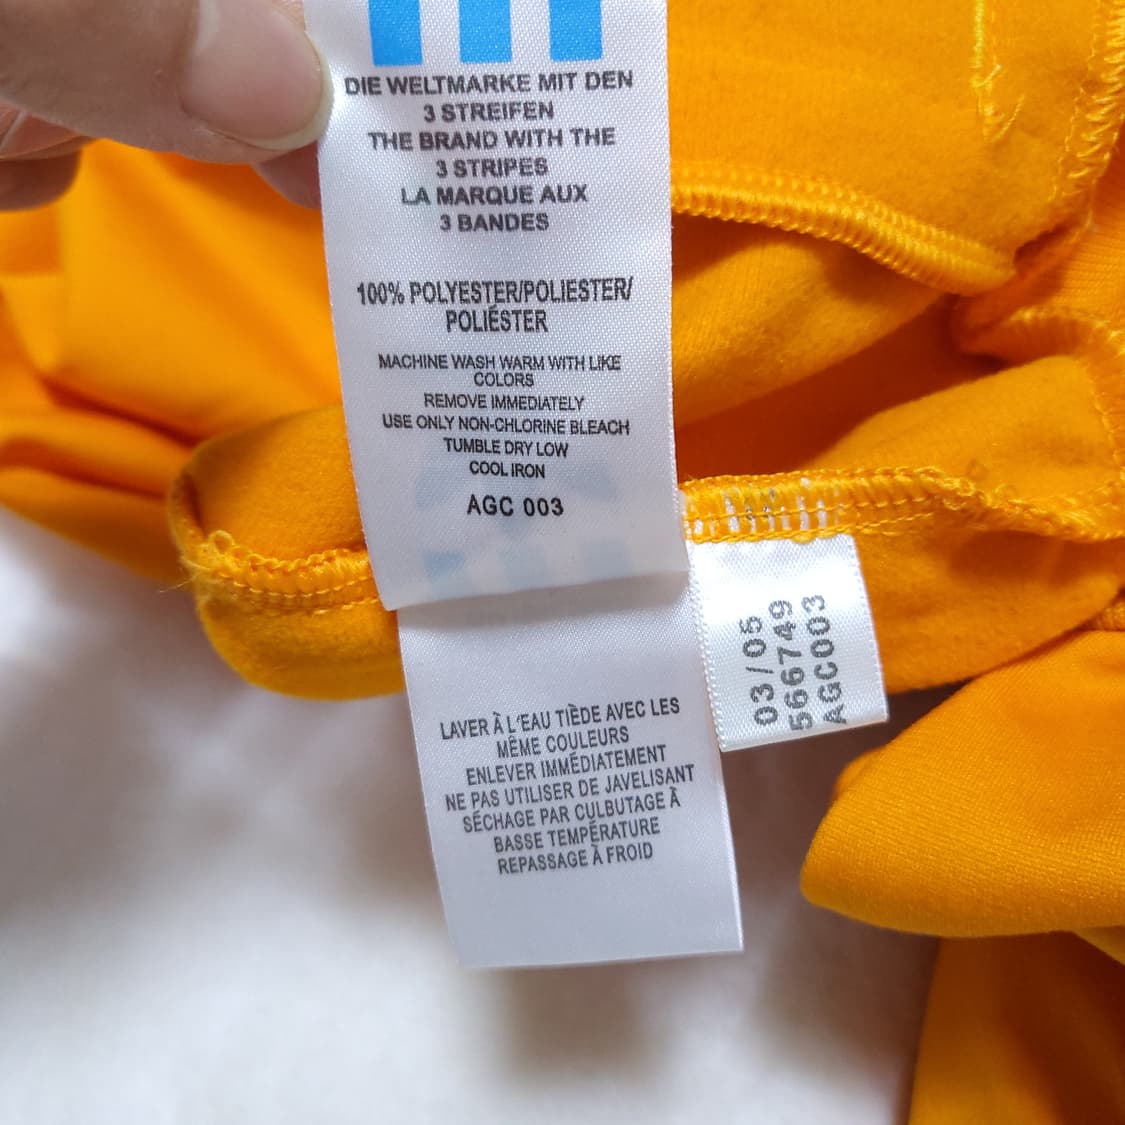 DIE WELTMARKE MIT DEN
3 STREIFEN
THE BRAND WITH THE
3 STRIPES
LA MARQUE AUX
3 BANDES
100% POLYESTER/POLIESTER/
POLIÉSTER
MACHINE WASH WARM WITH LIKE
COLORS
REMOVE IMMEDIATELY
USE ONLY NON-CHLORINE BLEACH
TUMBLE DRY LOW
COOL IRON
AGC 003
LAVER À L'EAU TIÈDE AVEC LES
MÊME COULEURS
ENLEVER IMMÉDIATEMENT
NE PAS UTILISER DE JAVELISANT
SÉCHAGE PAR CULBUTAGE À
BASSE TEMPÉRATURE
REPASSAGE À FROID
03/05
566749
AGC003